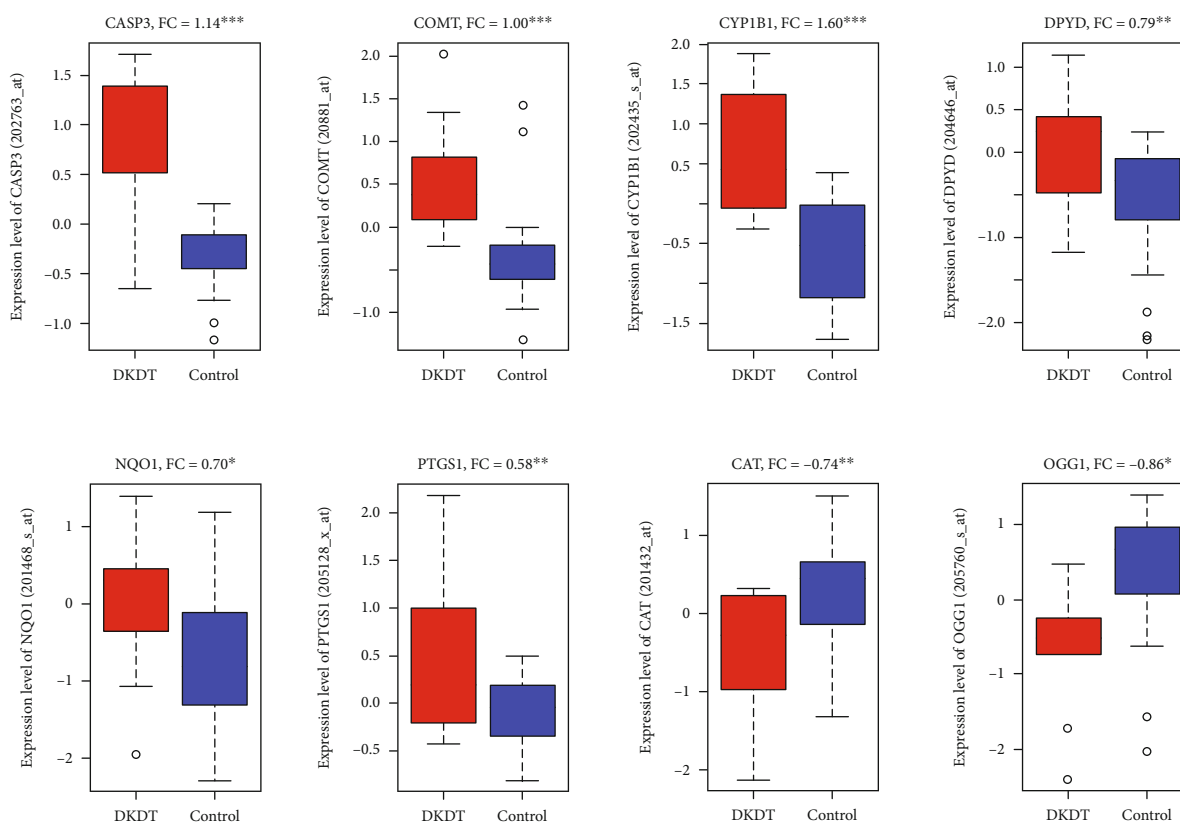 CASP3, FC = 1.14***
Expression level of CASP3 (202763_at)
1.5
1.0
0.5
0.0
−0.5
−1.0
DKDT
Control
COMT, FC = 1.00***
Expression level of COMT (20881_at)
2.0
1.0
0.5
0.0
−1.0
DKDT
Control
CYP1B1, FC = 1.60***
Expression level of CYP1B1 (202435_s_at)
2.0
1.5
1.0
0.5
−0.5
−1.5
DKDT
Control
DPYD, FC = 0.79**
Expression level of DPYD (204646_at)
1.0
0.5
0.0
−1.0
−2.0
DKDT
Control
NQO1, FC = 0.70*
Expression level of NQO1 (201468_s_at)
1
0
−1
−2
DKDT
Control
PTGS1, FC = 0.58**
Expression level of PTGS1 (205128_x_at)
2.0
1.5
1.0
0.5
0.0
−0.5
DKDT
Control
CAT, FC = −0.74**
Expression level of CAT (201432_at)
1
0
−1
−2
DKDT
Control
OGG1, FC = −0.86*
Expression level of OGG1 (205760_s_at)
1
0
−1
−2
DKDT
Control